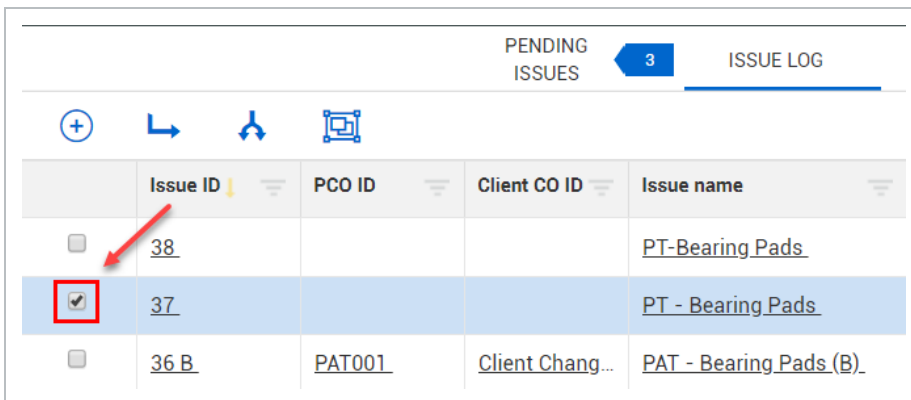 PENDING
ISSUES
3
ISSUE LOG
Issue ID PCO ID Client CO ID Issue name
38 PT-Bearing Pads
37 PT - Bearing Pads
36 B PAT001 Client Chang... PAT - Bearing Pads (B)